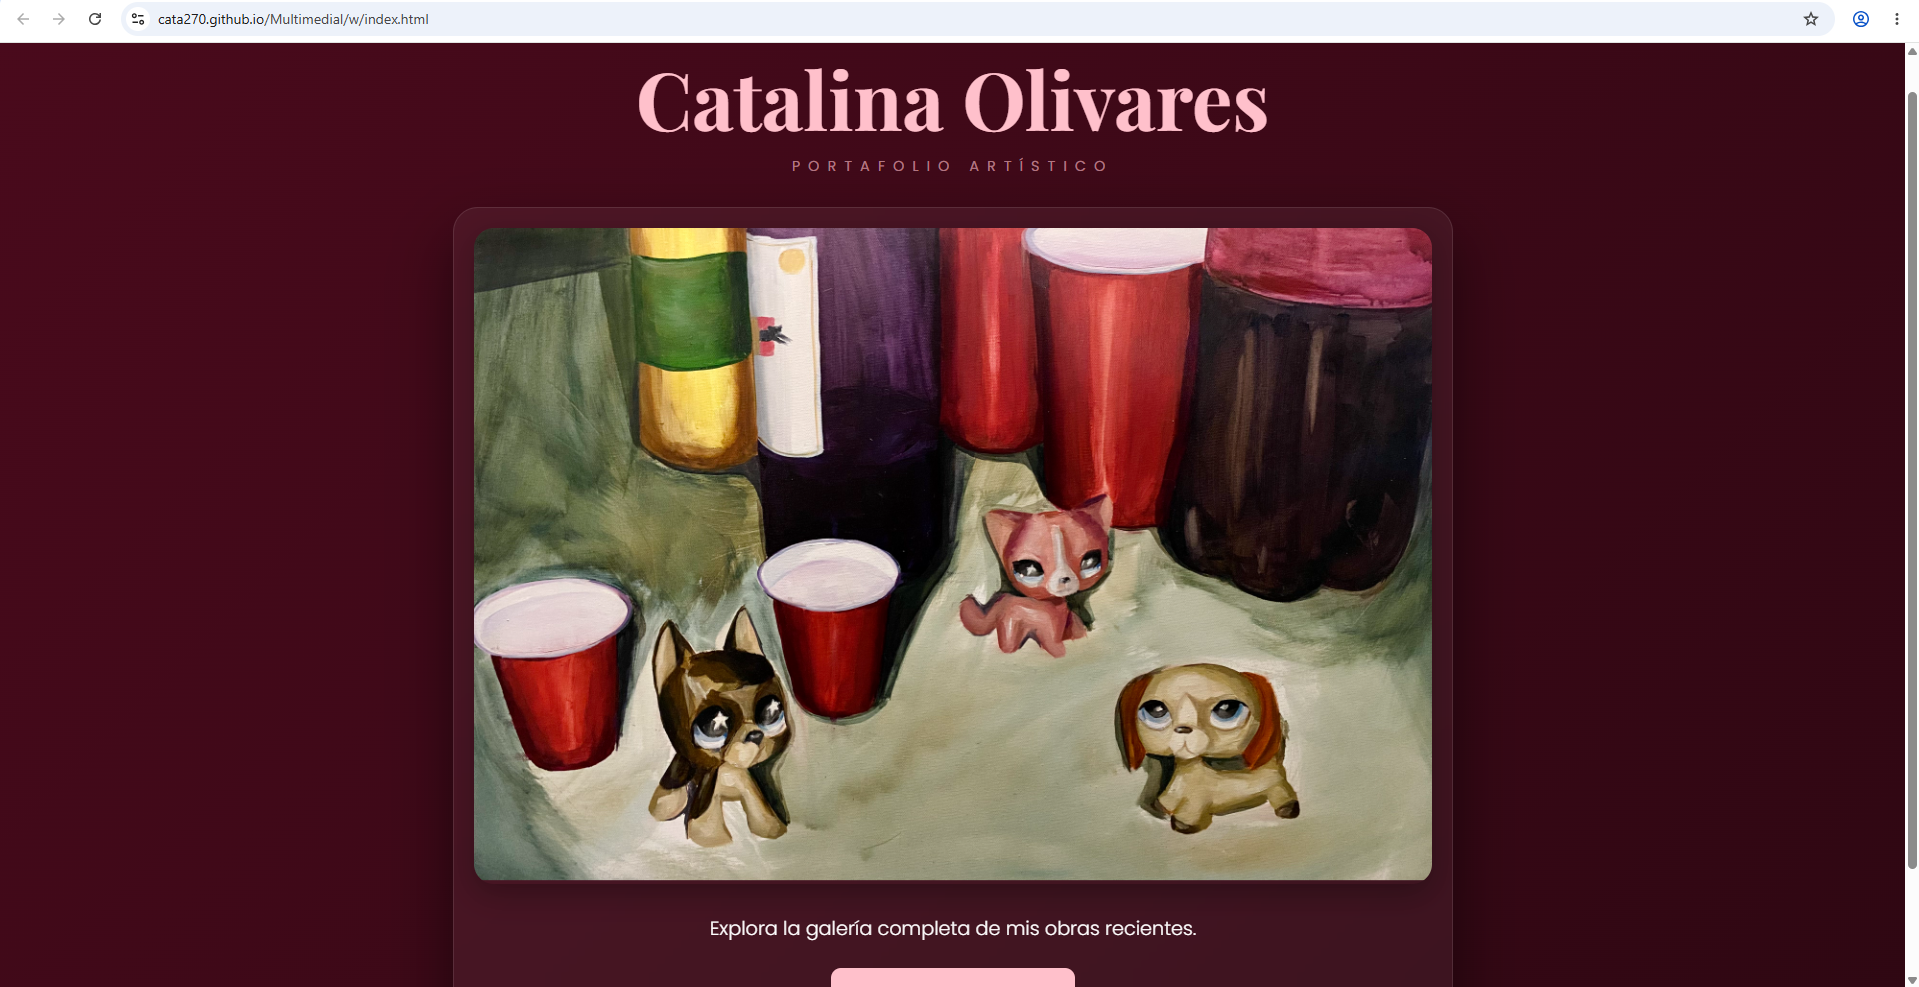 cata270.github.io/Multimedial/w/index.html
Catalina Olivares
PORTAFOLIO ARTÍSTICO
Explora la galería completa de mis obras recientes.